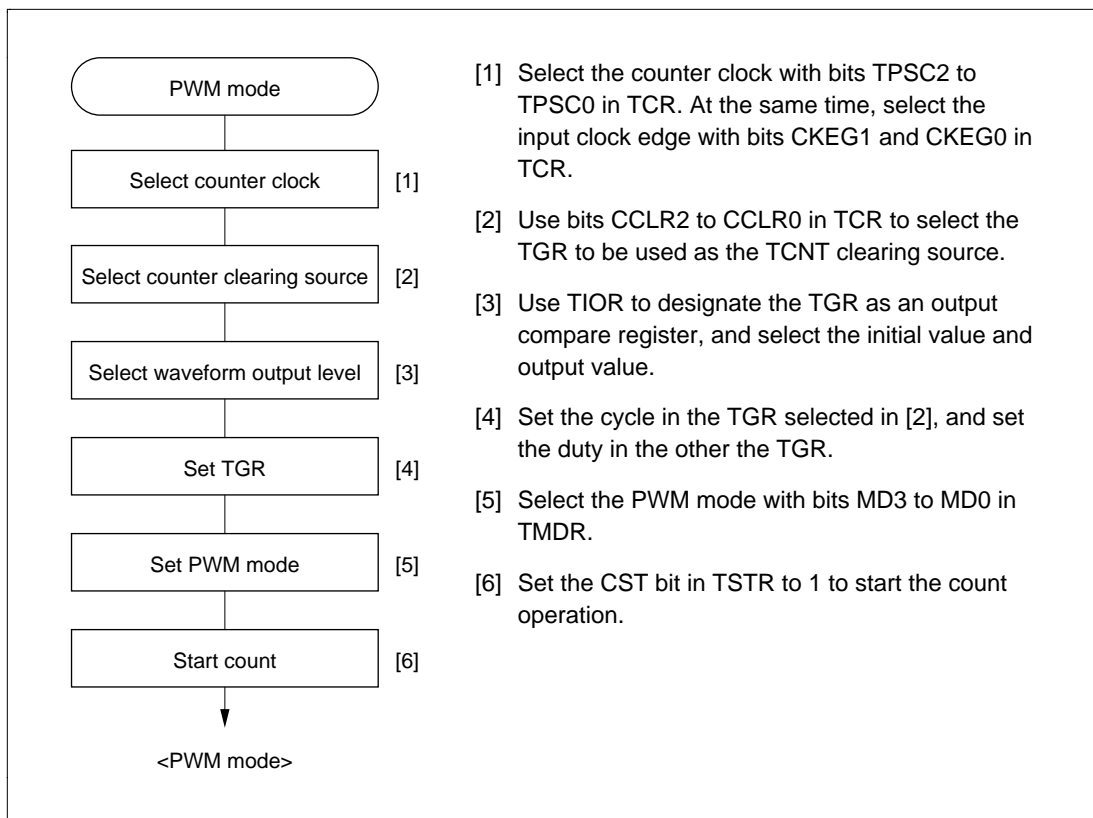 PWM mode
Select counter clock [1]
Select counter clearing source [2]
Select waveform output level [3]
Set TGR [4]
Set PWM mode [5]
Start count [6]
<PWM mode>
[1] Select the counter clock with bits TPSC2 to
TPSC0 in TCR. At the same time, select the
input clock edge with bits CKEG1 and CKEG0 in
TCR.
[2] Use bits CCLR2 to CCLR0 in TCR to select the
TGR to be used as the TCNT clearing source.
[3] Use TIOR to designate the TGR as an output
compare register, and select the initial value and
output value.
[4] Set the cycle in the TGR selected in [2], and set
the duty in the other the TGR.
[5] Select the PWM mode with bits MD3 to MD0 in
TMDR.
[6] Set the CST bit in TSTR to 1 to start the count
operation.